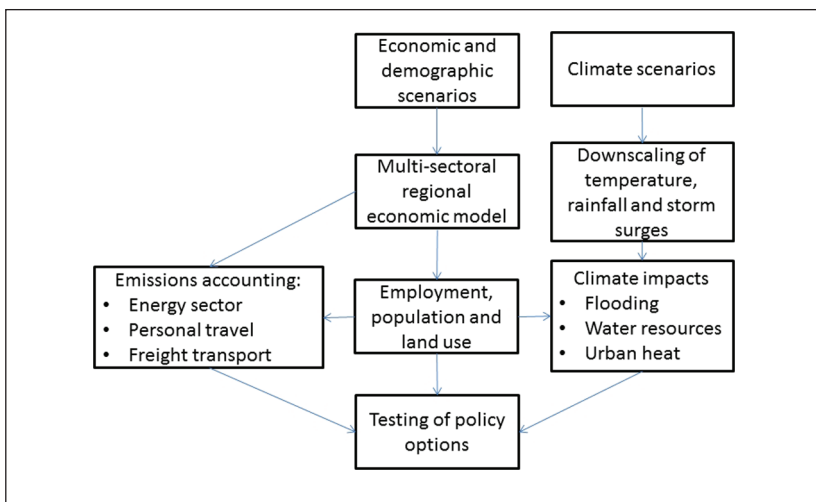 Economic and
demographic
scenarios
Climate scenarios
Multi-sectoral
regional
economic model
Downscaling of
temperature,
rainfall and storm
surges
Emissions accounting:
• Energy sector
• Personal travel
• Freight transport
Employment,
population and
land use
Climate impacts
• Flooding
• Water resources
• Urban heat
Testing of policy
options